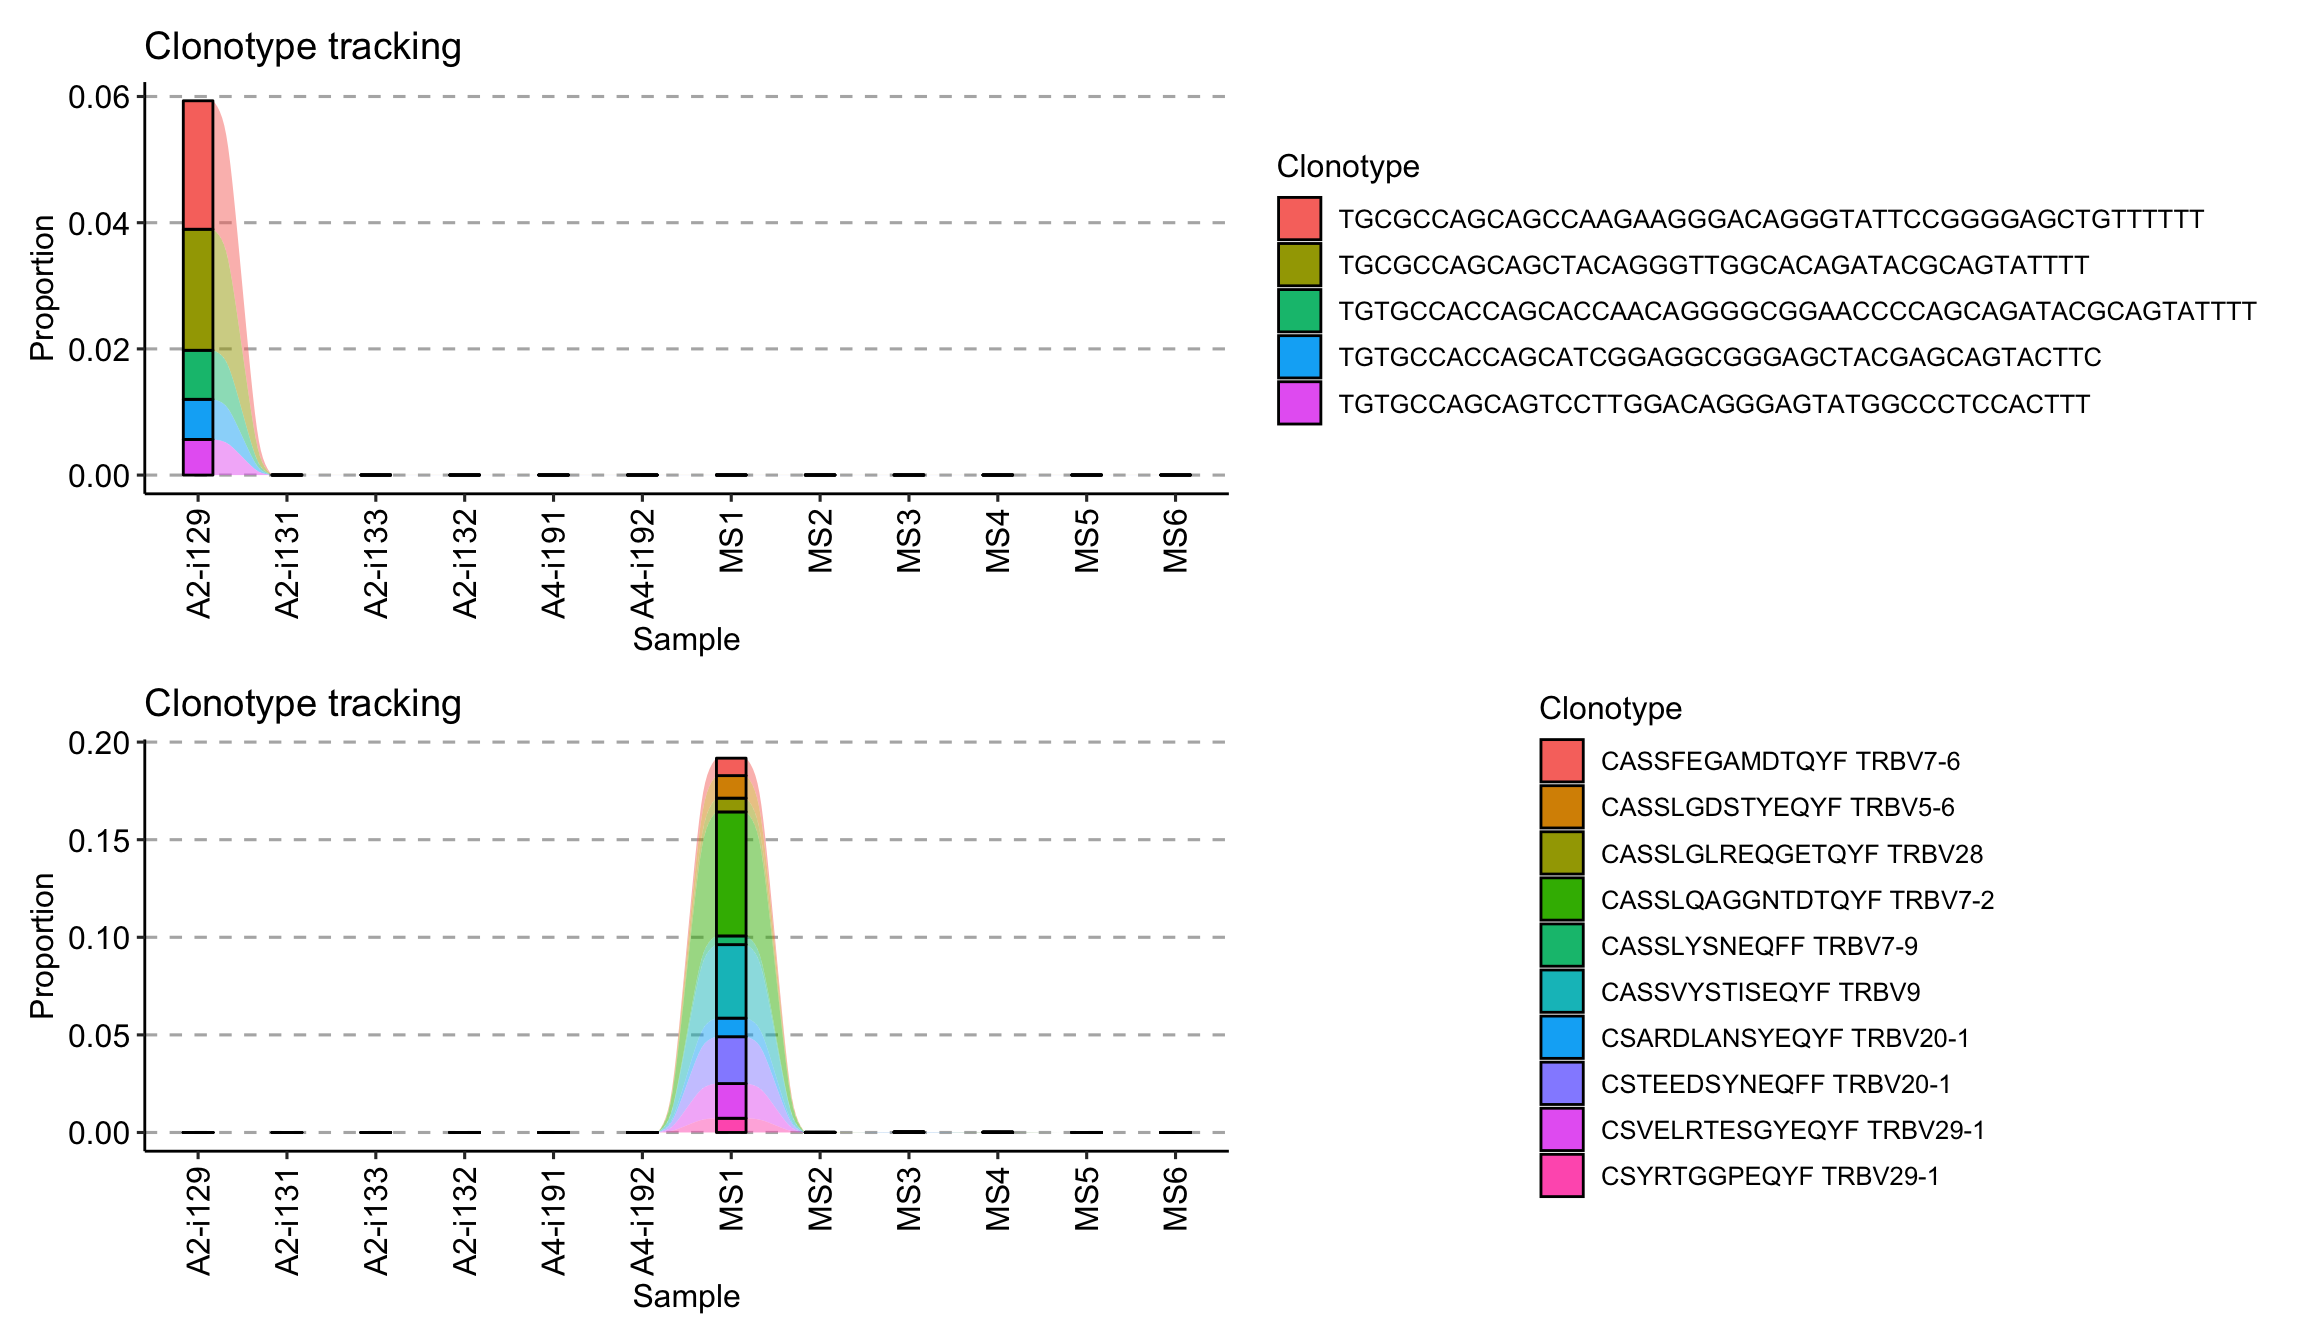 Clonotype tracking
Proportion
0.06
0.04
0.02
0.00
A2-i129
A2-i131
A2-i133
A2-i132
A4-i191
A4-i192
MS1
MS2
MS3
MS4
MS5
MS6
Sample
Clonotype
TGCGCCAGCAGCCAAGAAGGGACAGGGTATTCCGGGGAGCTGTTTTTT
TGCGCCAGCAGCTACAGGGTTGGCACAGATACGCAGTATTTT
TGTGCCACCAGCACCAACAGGGGCGGAACCCCAGCAGATACGCAGTATTTT
TGTGCCACCAGCATCGGAGGCGGGAGCTACGAGCAGTACTTC
TGTGCCAGCAGTCCTTGGACAGGGAGTATGGCCCTCCACTTT
Clonotype tracking
Proportion
0.20
0.15
0.10
0.05
0.00
A2-i129
A2-i131
A2-i133
A2-i132
A4-i191
A4-i192
MS1
MS2
MS3
MS4
MS5
MS6
Sample
Clonotype
CASSFEGAMDTQYF TRBV7-6
CASSLGDSTYEQYF TRBV5-6
CASSLGLREQGETQYF TRBV28
CASSLQAGGNTDTQYF TRBV7-2
CASSLYSNEQFF TRBV7-9
CASSVYSTISEQYF TRBV9
CSARDLANSYEQYF TRBV20-1
CSTEEDSYNEQFF TRBV20-1
CSVELRTESGYEQYF TRBV29-1
CSYRTGGPEQYF TRBV29-1